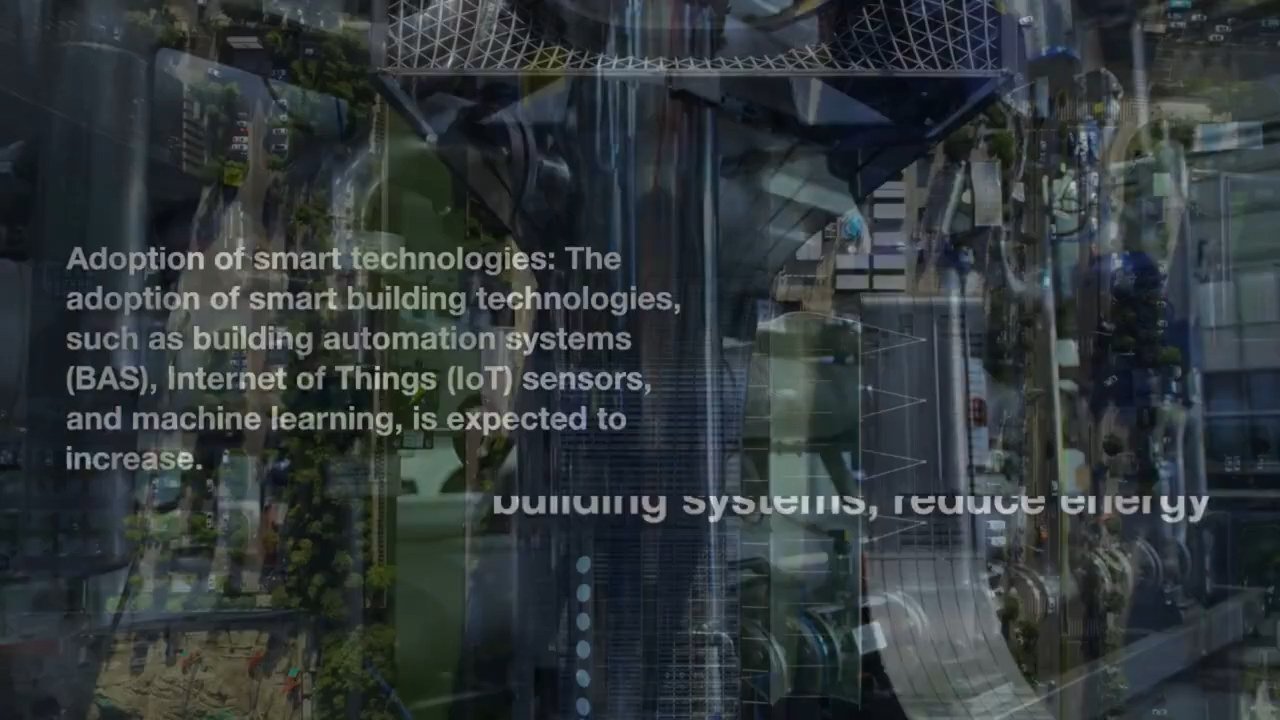 Adoption of smart technologies: The
adoption of smart building technologies,
such as building automation systems
(BAS), Internet of Things (IoT) sensors,
and machine learning, is expected to
increase.
building systems, reduce energy